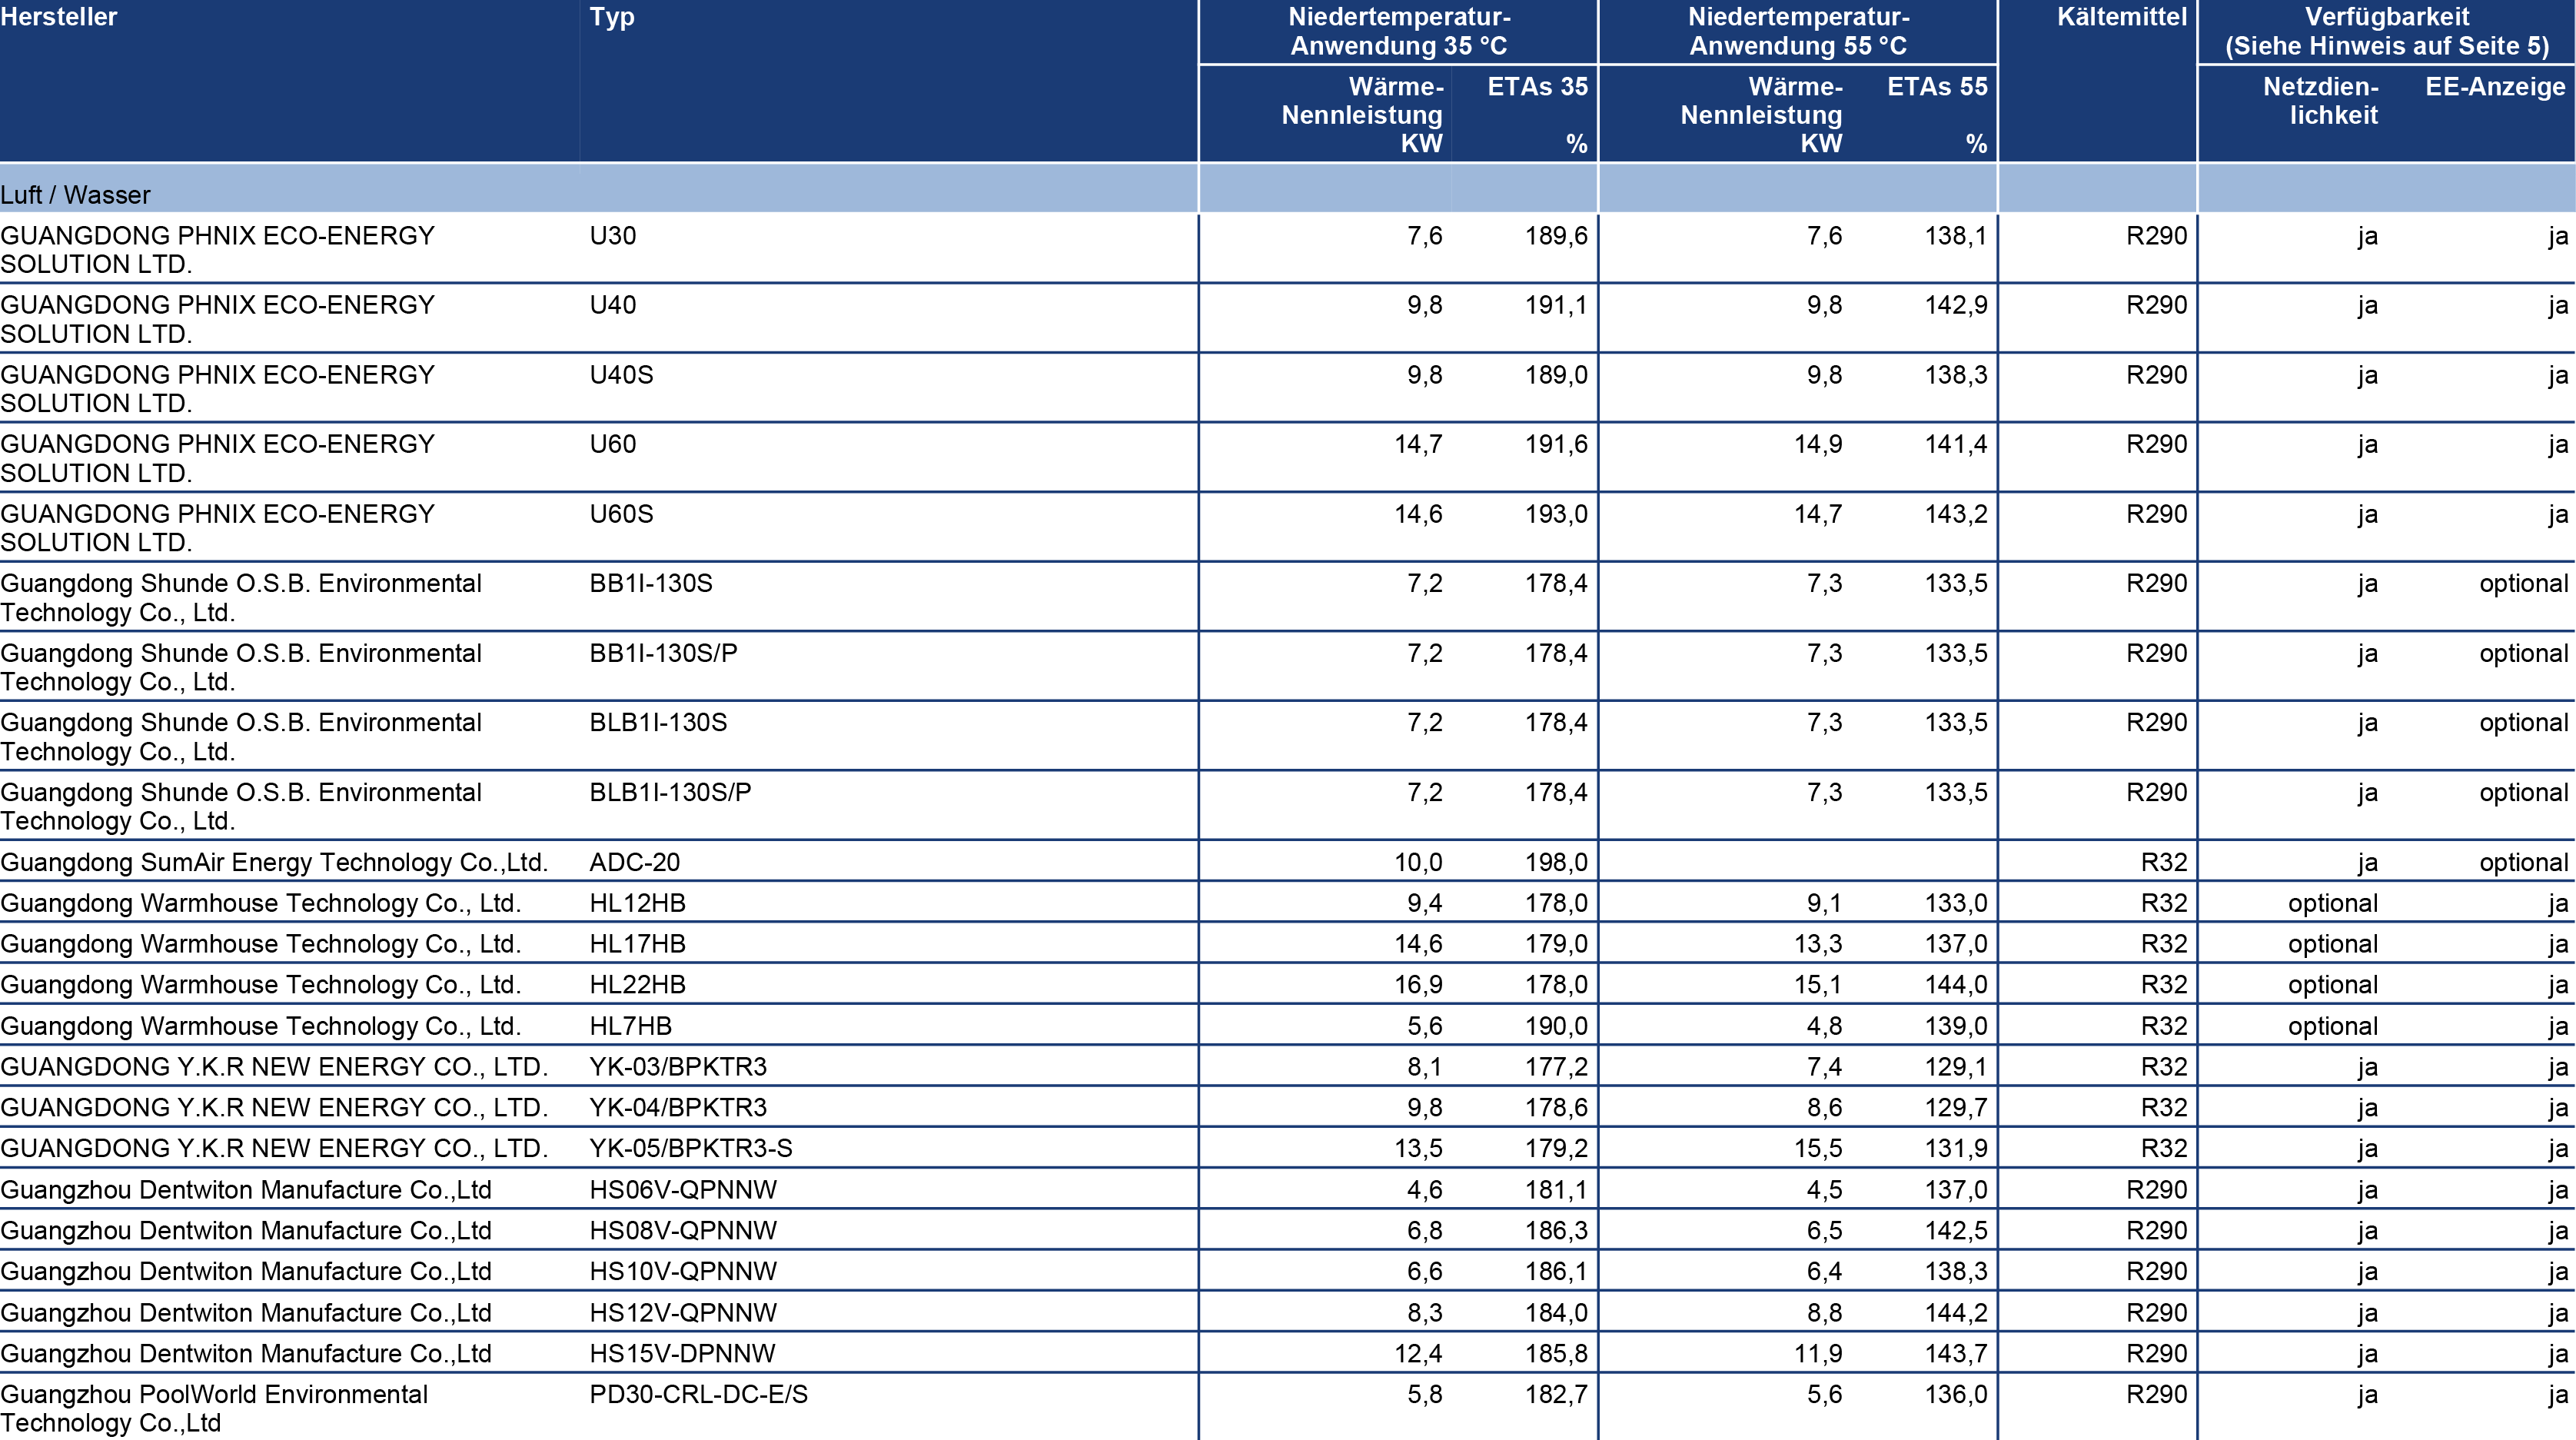 Hersteller Typ Niedertemperatur- Niedertemperatur- Kältemittel Verfügbarkeit
Anwendung 35 °C Anwendung 55 °C (Siehe Hinweis auf Seite 5)
Wärme- ETAs 35 Wärme- ETAs 55 Netzdien- EE-Anzeige
Nennleistung Nennleistung lichkeit
KW % KW %
Luft / Wasser
GUANGDONG PHNIX ECO-ENERGY U30 7,6 189,6 7,6 138,1 R290 ja ja
SOLUTION LTD.
GUANGDONG PHNIX ECO-ENERGY U40 9,8 191,1 9,8 142,9 R290 ja ja
SOLUTION LTD.
GUANGDONG PHNIX ECO-ENERGY U40S 9,8 189,0 9,8 138,3 R290 ja ja
SOLUTION LTD.
GUANGDONG PHNIX ECO-ENERGY U60 14,7 191,6 14,9 141,4 R290 ja ja
SOLUTION LTD.
GUANGDONG PHNIX ECO-ENERGY U60S 14,6 193,0 14,7 143,2 R290 ja ja
SOLUTION LTD.
Guangdong Shunde O.S.B. Environmental BB1I-130S 7,2 178,4 7,3 133,5 R290 ja optional
Technology Co., Ltd.
Guangdong Shunde O.S.B. Environmental BB1I-130S/P 7,2 178,4 7,3 133,5 R290 ja optional
Technology Co., Ltd.
Guangdong Shunde O.S.B. Environmental BLB1I-130S 7,2 178,4 7,3 133,5 R290 ja optional
Technology Co., Ltd.
Guangdong Shunde O.S.B. Environmental BLB1I-130S/P 7,2 178,4 7,3 133,5 R290 ja optional
Technology Co., Ltd.
Guangdong SumAir Energy Technology Co.,Ltd. ADC-20 10,0 198,0 R32 ja optional
Guangdong Warmhouse Technology Co., Ltd. HL12HB 9,4 178,0 9,1 133,0 R32 optional ja
Guangdong Warmhouse Technology Co., Ltd. HL17HB 14,6 179,0 13,3 137,0 R32 optional ja
Guangdong Warmhouse Technology Co., Ltd. HL22HB 16,9 178,0 15,1 144,0 R32 optional ja
Guangdong Warmhouse Technology Co., Ltd. HL7HB 5,6 190,0 4,8 139,0 R32 optional ja
GUANGDONG Y.K.R NEW ENERGY CO., LTD. YK-03/BPKTR3 8,1 177,2 7,4 129,1 R32 ja ja
GUANGDONG Y.K.R NEW ENERGY CO., LTD. YK-04/BPKTR3 9,8 178,6 8,6 129,7 R32 ja ja
GUANGDONG Y.K.R NEW ENERGY CO., LTD. YK-05/BPKTR3-S 13,5 179,2 15,5 131,9 R32 ja ja
Guangzhou Dentwiton Manufacture Co.,Ltd HS06V-QPNNW 4,6 181,1 4,5 137,0 R290 ja ja
Guangzhou Dentwiton Manufacture Co.,Ltd HS08V-QPNNW 6,8 186,3 6,5 142,5 R290 ja ja
Guangzhou Dentwiton Manufacture Co.,Ltd HS10V-QPNNW 6,6 186,1 6,4 138,3 R290 ja ja
Guangzhou Dentwiton Manufacture Co.,Ltd HS12V-QPNNW 8,3 184,0 8,8 144,2 R290 ja ja
Guangzhou Dentwiton Manufacture Co.,Ltd HS15V-DPNNW 12,4 185,8 11,9 143,7 R290 ja ja
Guangzhou PoolWorld Environmental PD30-CRL-DC-E/S 5,8 182,7 5,6 136,0 R290 ja ja
Technology Co.,Ltd